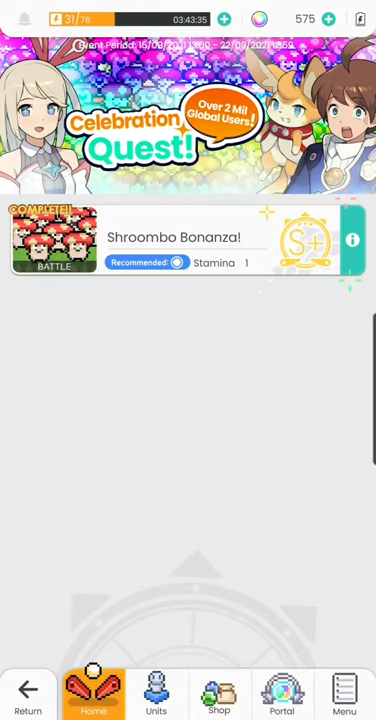 31/76
03:43:35
575
Event Period: 15/09/2021 13:00 - 22/09/2021 12:59
Over 2 Mil
Global Users!
Celebration
Quest!
COMPLETE!!
BATTLE
Shroombo Bonanza!
Recommended:
Stamina 1
S+
Return
Home
Units
Shop
Portal
Menu